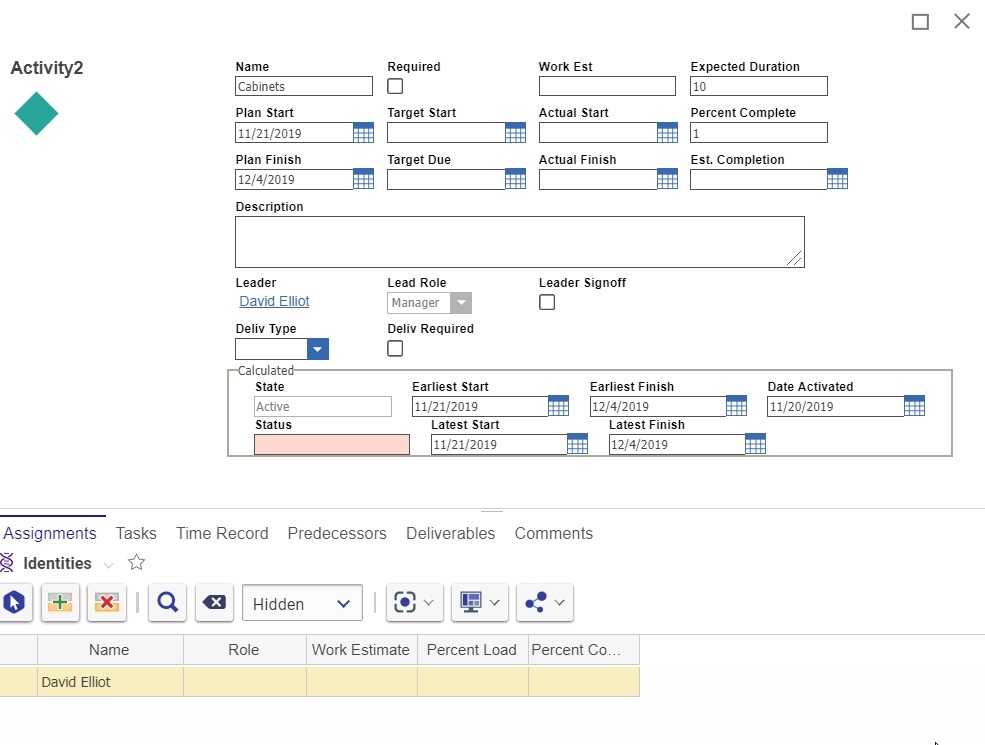 Activity2
Name Required Work Est Expected Duration
Cabinets 10
Plan Start Target Start Actual Start Percent Complete
11/21/2019 1
Plan Finish Target Due Actual Finish Est. Completion
12/4/2019
Description
Leader Lead Role Leader Signoff
David Elliot Manager
Deliv Type Deliv Required
Calculated
State Earliest Start Earliest Finish Date Activated
Active 11/21/2019 12/4/2019 11/20/2019
Status Latest Start Latest Finish
11/21/2019 12/4/2019
Assignments Tasks Time Record Predecessors Deliverables Comments
Identities
Hidden
Name Role Work Estimate Percent Load Percent Co...
David Elliot